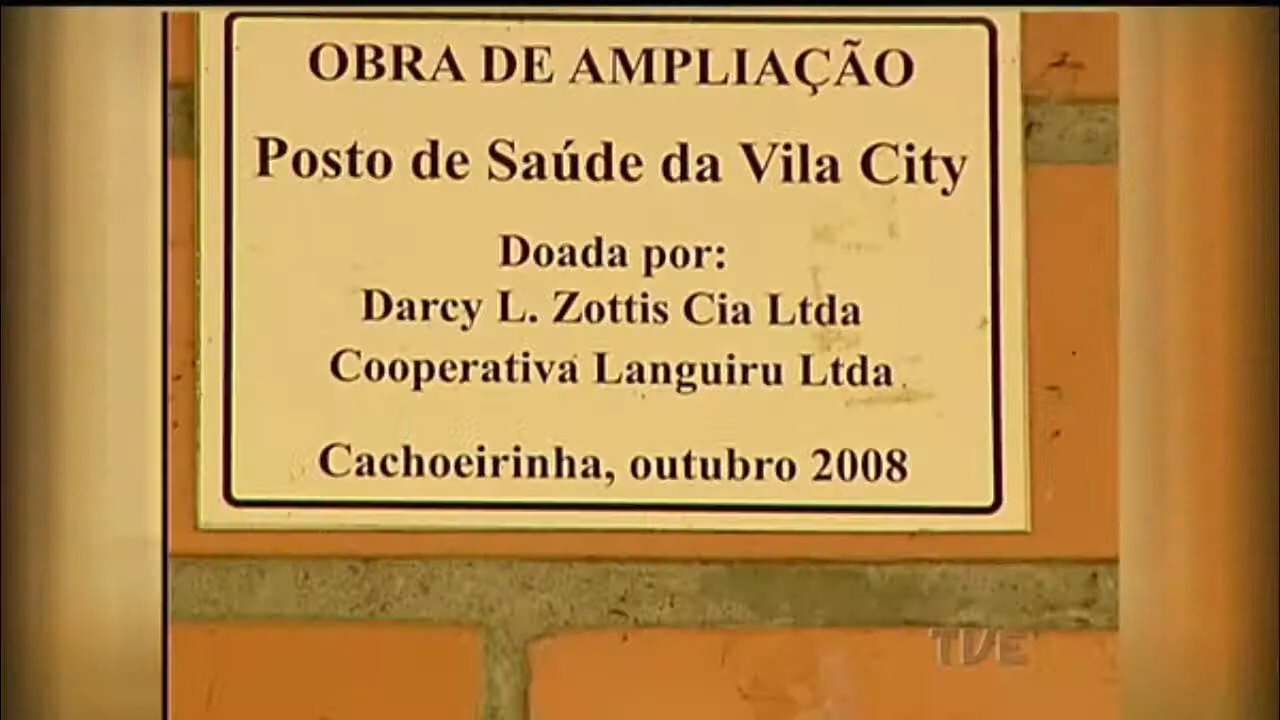 OBRA DE AMPLIAÇÃO
Posto de Saúde da Vila City
Doada por:
Darcy L. Zottis Cia Ltda
Cooperativa Languiru Ltda
Cachoeirinha, outubro 2008
TVE